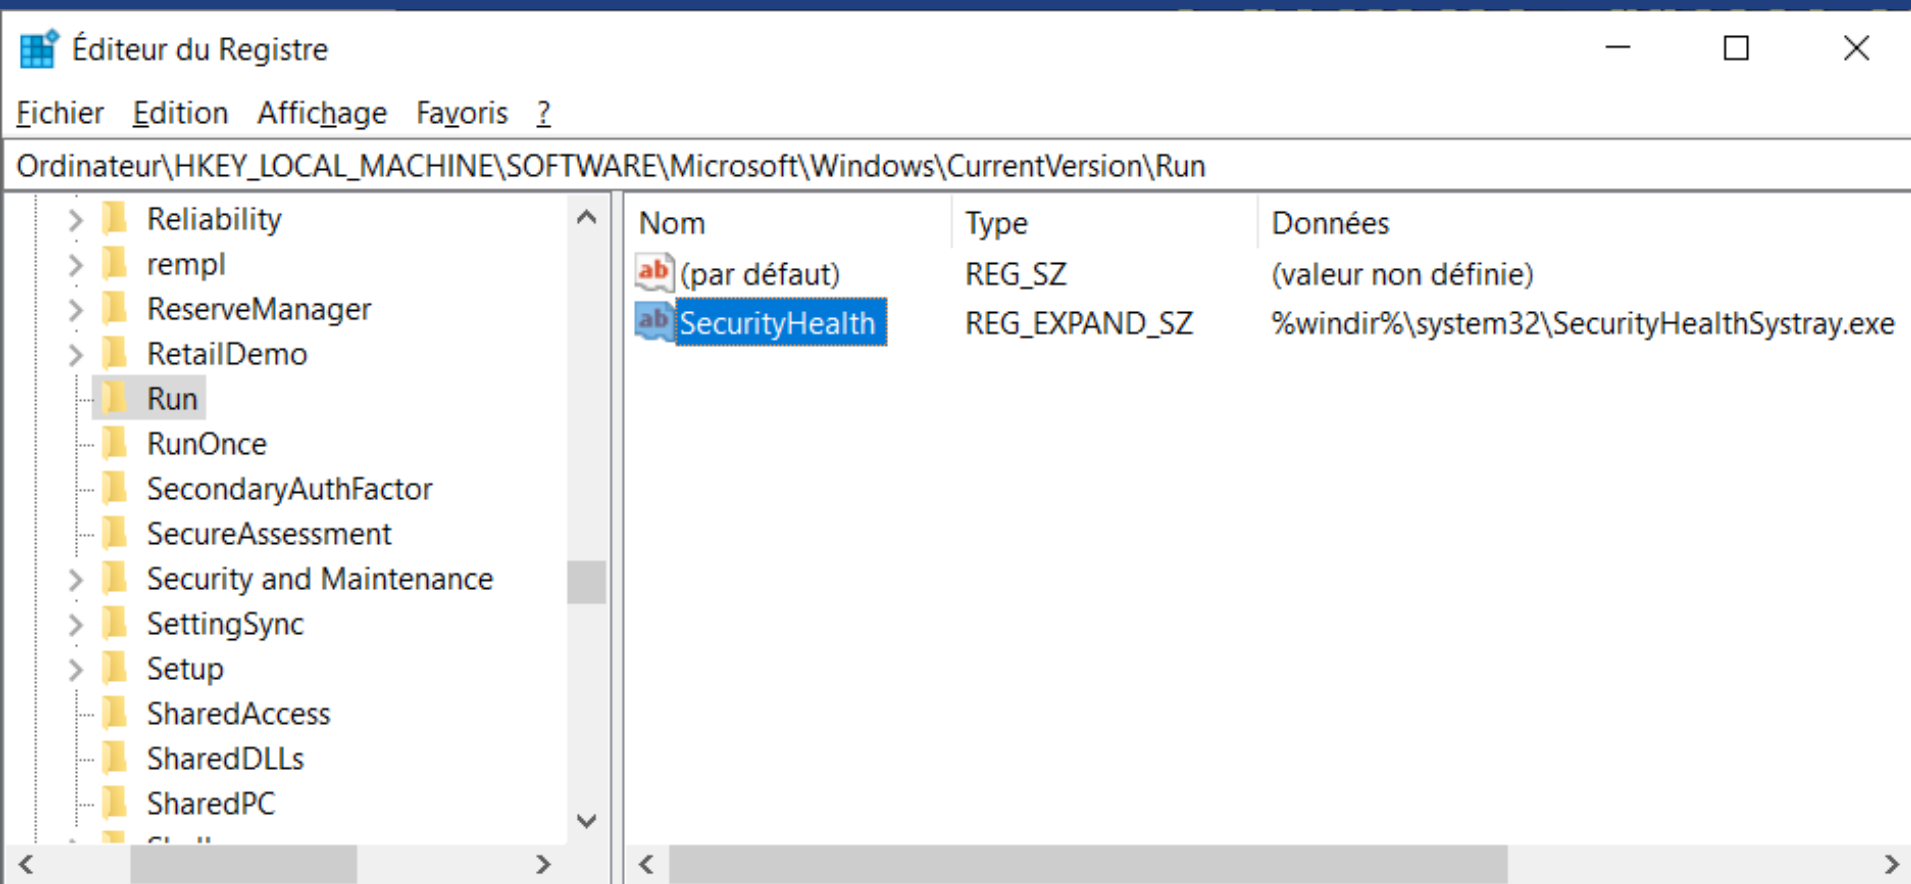 Éditeur du Registre
Fichier Edition Affichage Favoris ?
Ordinateur\HKEY_LOCAL_MACHINE\SOFTWARE\Microsoft\Windows\CurrentVersion\Run
Reliability
rempl
ReserveManager
RetailDemo
Run
RunOnce
SecondaryAuthFactor
SecureAssessment
Security and Maintenance
SettingSync
Setup
SharedAccess
SharedDLLs
SharedPC
Nom Type Données
(par défaut) REG_SZ (valeur non définie)
SecurityHealth REG_EXPAND_SZ %windir%\system32\SecurityHealthSystray.exe